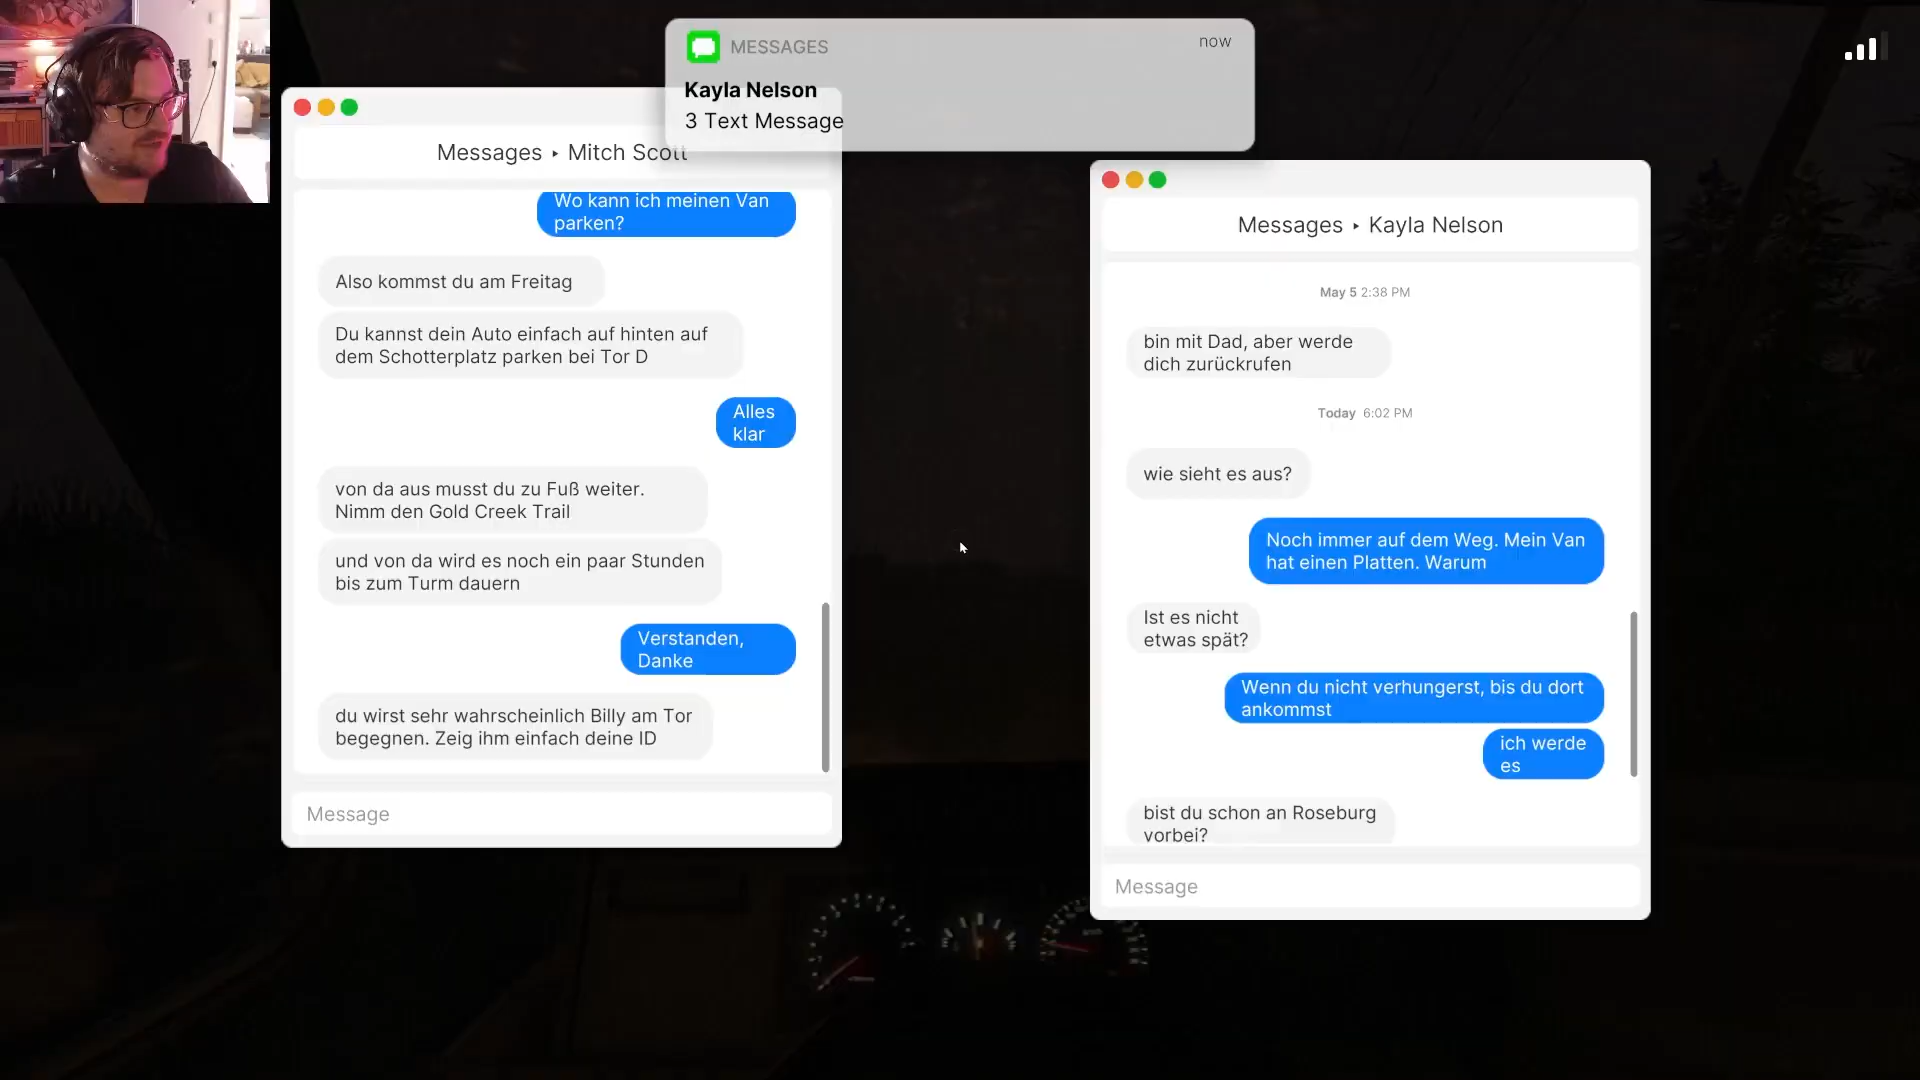 MESSAGES
now
Kayla Nelson
3 Text Message
Messages ‣ Mitch Scott
Wo kann ich meinen Van
parken?
Also kommst du am Freitag
Du kannst dein Auto einfach auf hinten auf
dem Schotterplatz parken bei Tor D
Alles
klar
von da aus musst du zu Fuß weiter.
Nimm den Gold Creek Trail
und von da wird es noch ein paar Stunden
bis zum Turm dauern
Verstanden,
Danke
du wirst sehr wahrscheinlich Billy am Tor
begegnen. Zeig ihm einfach deine ID
Message
Messages ‣ Kayla Nelson
May 5 2:38 PM
bin mit Dad, aber werde
dich zurückrufen
Today 6:02 PM
wie sieht es aus?
Noch immer auf dem Weg. Mein Van
hat einen Platten. Warum
Ist es nicht
etwas spät?
Wenn du nicht verhungerst, bis du dort
ankommst
ich werde
es
bist du schon an Roseburg
vorbei?
Message